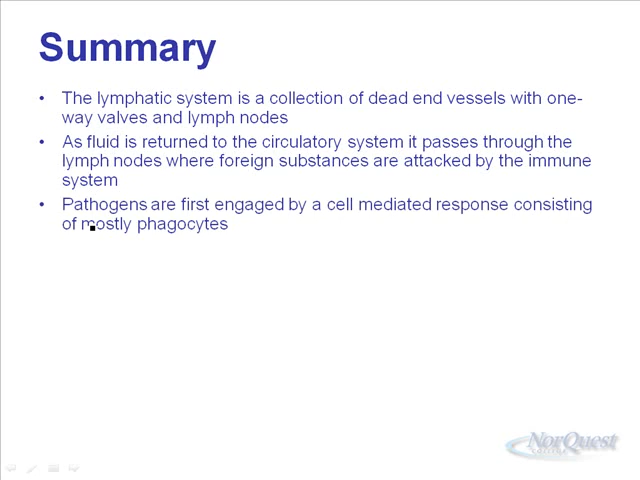 Summary
• The lymphatic system is a collection of dead end vessels with one-
way valves and lymph nodes
• As fluid is returned to the circulatory system it passes through the
lymph nodes where foreign substances are attacked by the immune
system
• Pathogens are first engaged by a cell mediated response consisting
of mostly phagocytes
NorQuest
COLLEGE